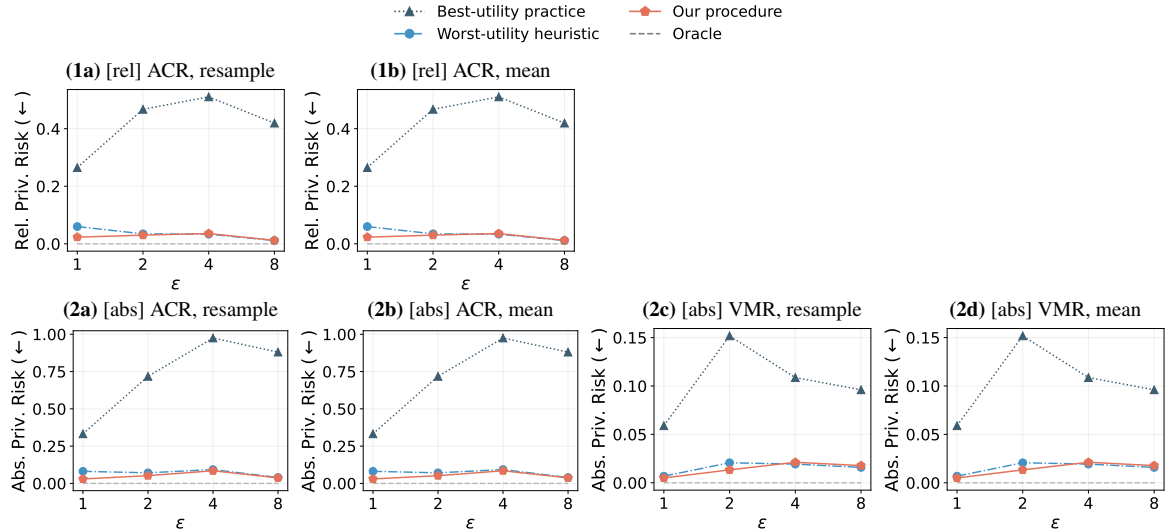 Best-utility practice
Our procedure
Worst-utility heuristic
Oracle
(1a) [rel] ACR, resample
(1b) [rel] ACR, mean
Rel. Priv. Risk (←)
0.4
0.2
0.0
1 2 4 8
ε
Rel. Priv. Risk (←)
0.4
0.2
0.0
1 2 4 8
ε
(2a) [abs] ACR, resample
(2b) [abs] ACR, mean
(2c) [abs] VMR, resample
(2d) [abs] VMR, mean
Abs. Priv. Risk (←)
1.00
0.75
0.50
0.25
0.00
1 2 4 8
ε
Abs. Priv. Risk (←)
1.00
0.75
0.50
0.25
0.00
1 2 4 8
ε
Abs. Priv. Risk (←)
0.15
0.10
0.05
0.00
1 2 4 8
ε
Abs. Priv. Risk (←)
0.15
0.10
0.05
0.00
1 2 4 8
ε